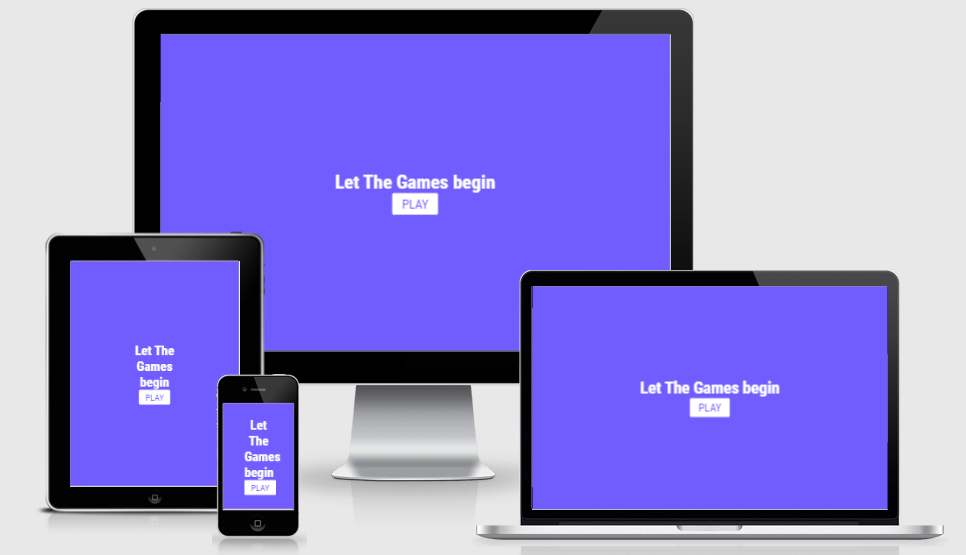 Let The Games begin
PLAY
Let The
Games
begin
PLAY
Let
The
Games
begin
PLAY
Let The Games begin
PLAY